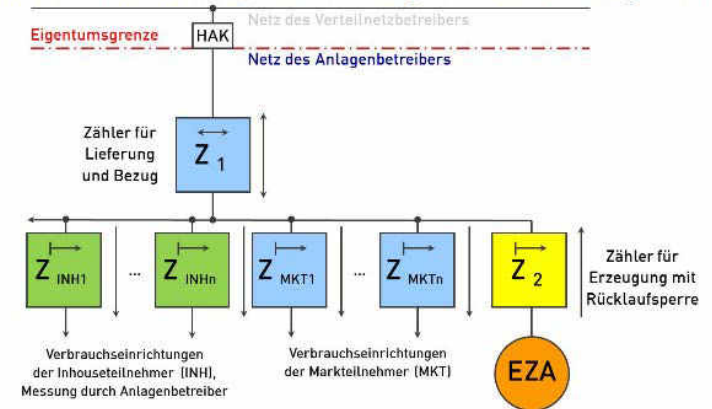 Netz des Verteilnetzbetreibers
Eigentumsgrenze
HAK
Netz des Anlagenbetreibers
Zähler für
Lieferung
und Bezug
Z 1
Z INH1
...
Z INHn
Z MKT1
...
Z MKTn
Z 2
Zähler für
Erzeugung mit
Rücklaufsperre
Verbrauchseinrichtungen
der Inhouseteilnehmer (INH),
Messung durch Anlagenbetreiber
Verbrauchseinrichtungen
der Markteilnehmer (MKT)
EZA